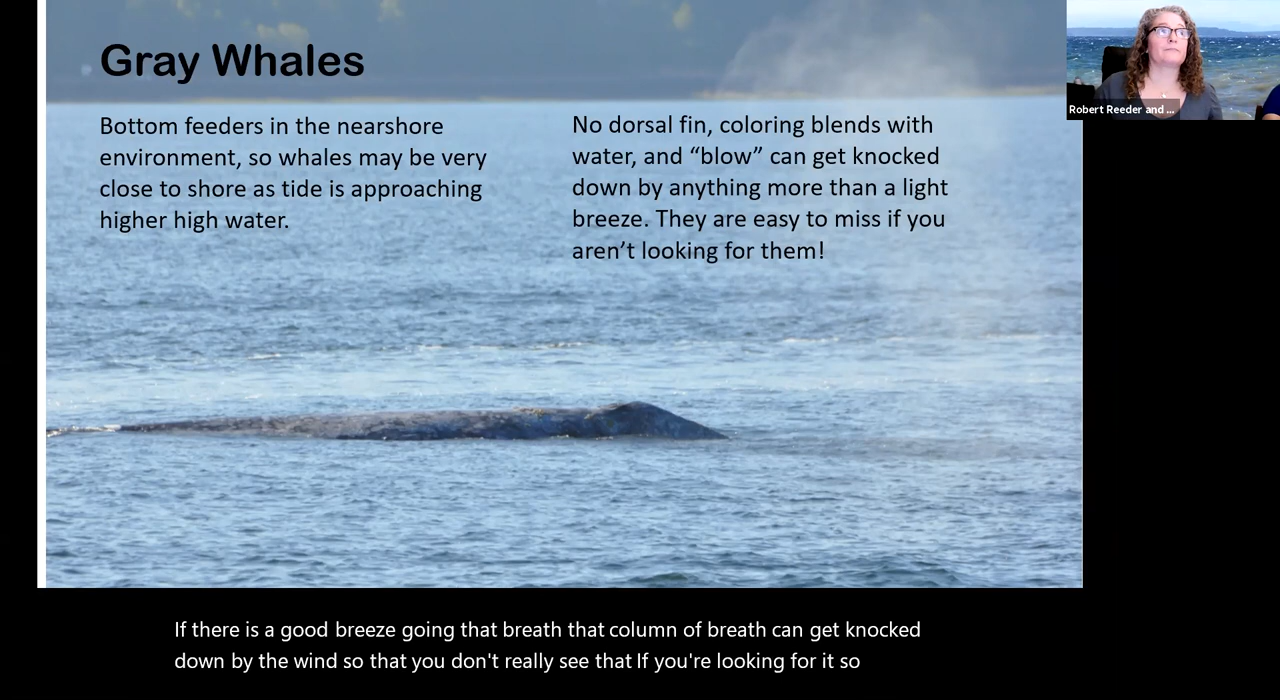 Gray Whales
Bottom feeders in the nearshore
environment, so whales may be very
close to shore as tide is approaching
higher high water.
No dorsal fin, coloring blends with
water, and “blow” can get knocked
down by anything more than a light
breeze. They are easy to miss if you
aren’t looking for them!
Robert Reeder and ...
If there is a good breeze going that breath that column of breath can get knocked
down by the wind so that you don't really see that If you're looking for it so